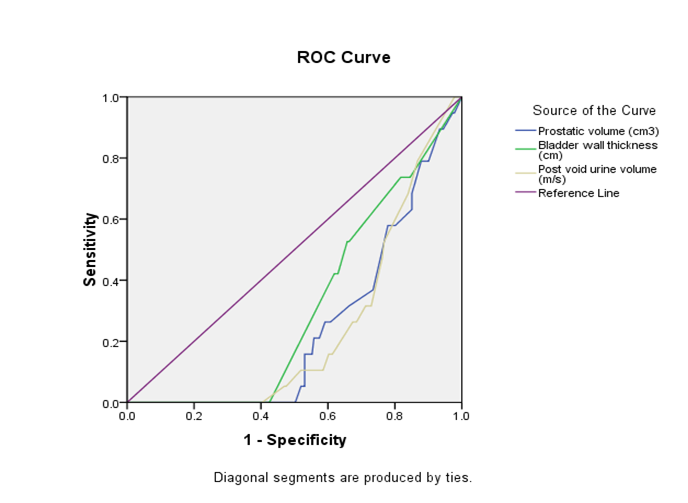 ROC Curve
Source of the Curve
Prostatic volume (cm3)
Bladder wall thickness
(cm)
Post void urine volume
(m/s)
Reference Line
Sensitivity
1.0
0.8
0.6
0.4
0.2
0.0
0.0 0.2 0.4 0.6 0.8 1.0
1 - Specificity
Diagonal segments are produced by ties.